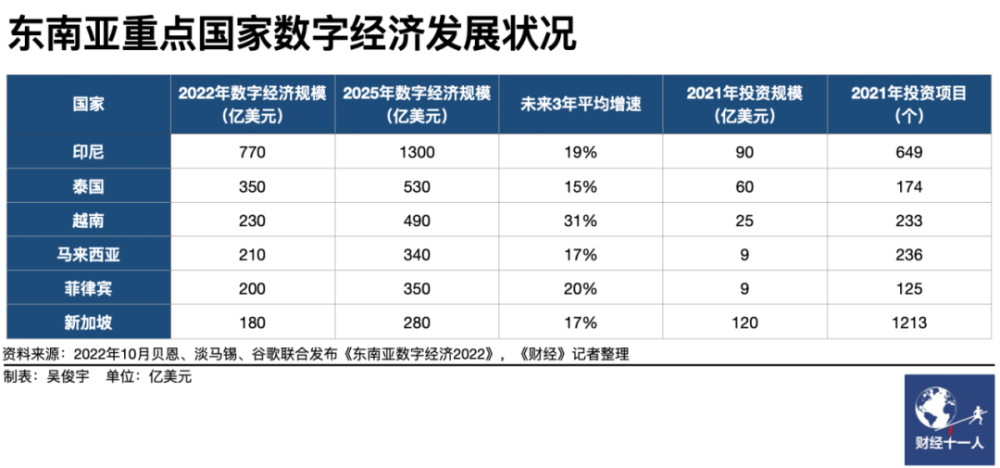 东南亚重点国家数字经济发展状况
国家 2022年数字经济规模（亿美元） 2025年数字经济规模（亿美元） 未来3年平均增速 2021年投资规模（亿美元） 2021年投资项目（个）
印尼 770 1300 19% 90 649
泰国 350 530 15% 60 174
越南 230 490 31% 25 233
马来西亚 210 340 17% 9 236
菲律宾 200 350 20% 9 125
新加坡 180 280 17% 120 1213
资料来源：2022年10月贝恩、淡马锡、谷歌联合发布《东南亚数字经济2022》，《财经》记者整理
制表：吴俊宇 单位：亿美元
财经十一人